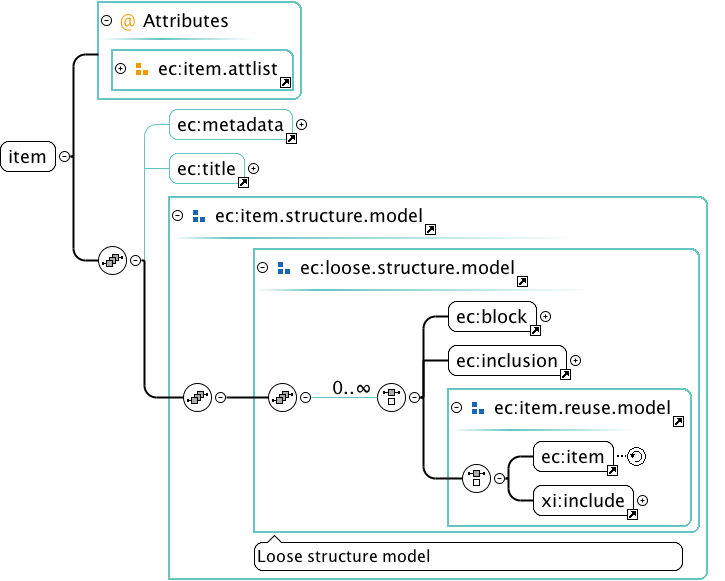 @ Attributes
ec:item.attlist
ec:metadata
item
ec:title
ec:item.structure.model
ec:loose.structure.model
ec:block
ec:inclusion
0..∞
ec:item.reuse.model
ec:item
xi:include
Loose structure model